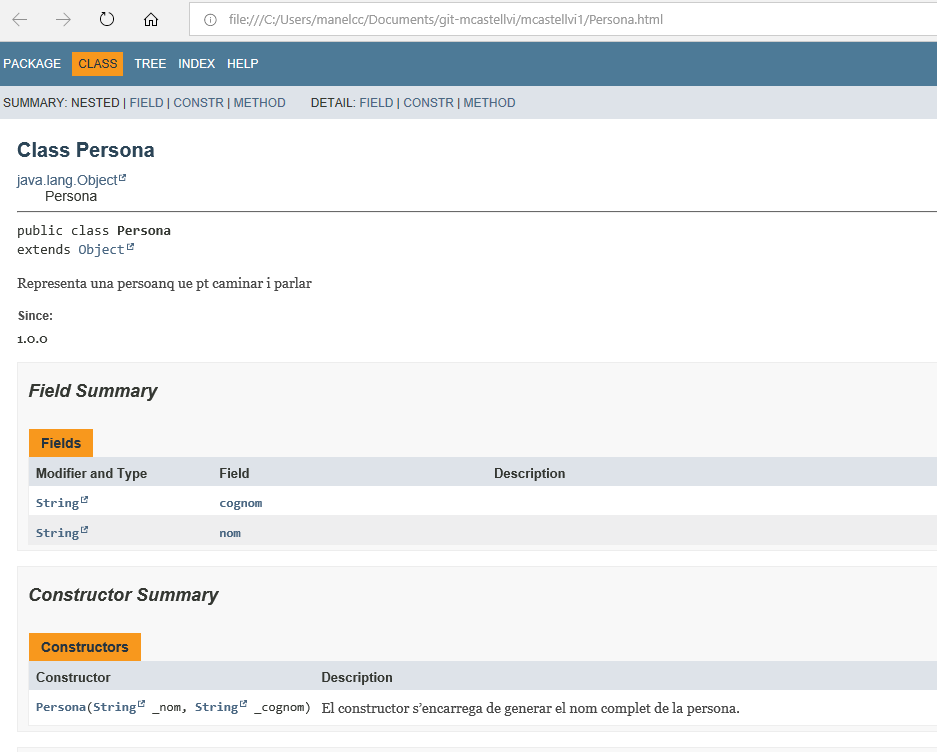 file:///C:/Users/manelcc/Documents/git-mcastellvi/mcastellvi1/Persona.html
PACKAGE CLASS TREE INDEX HELP
SUMMARY: NESTED | FIELD | CONSTR | METHOD DETAIL: FIELD | CONSTR | METHOD
Class Persona
java.lang.Object
Persona
public class Persona
extends Object
Representa una persoanq ue pt caminar i parlar
Since:
1.0.0
Field Summary
Fields
Modifier and Type Field Description
String cognom
String nom
Constructor Summary
Constructors
Constructor Description
Persona(String _nom, String _cognom) El constructor s'encarrega de generar el nom complet de la persona.